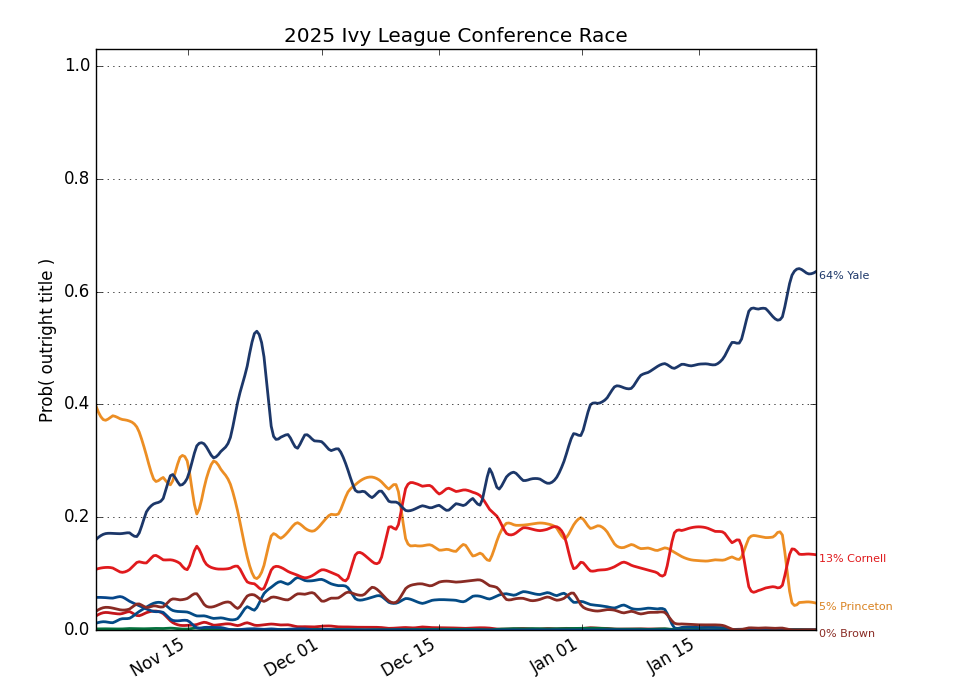 2025 Ivy League Conference Race
Prob( outright title )
1.0
0.8
0.6
0.4
0.2
0.0
64% Yale
13% Cornell
5% Princeton
0% Brown
Nov 15
Dec 01
Dec 15
Jan 01
Jan 15